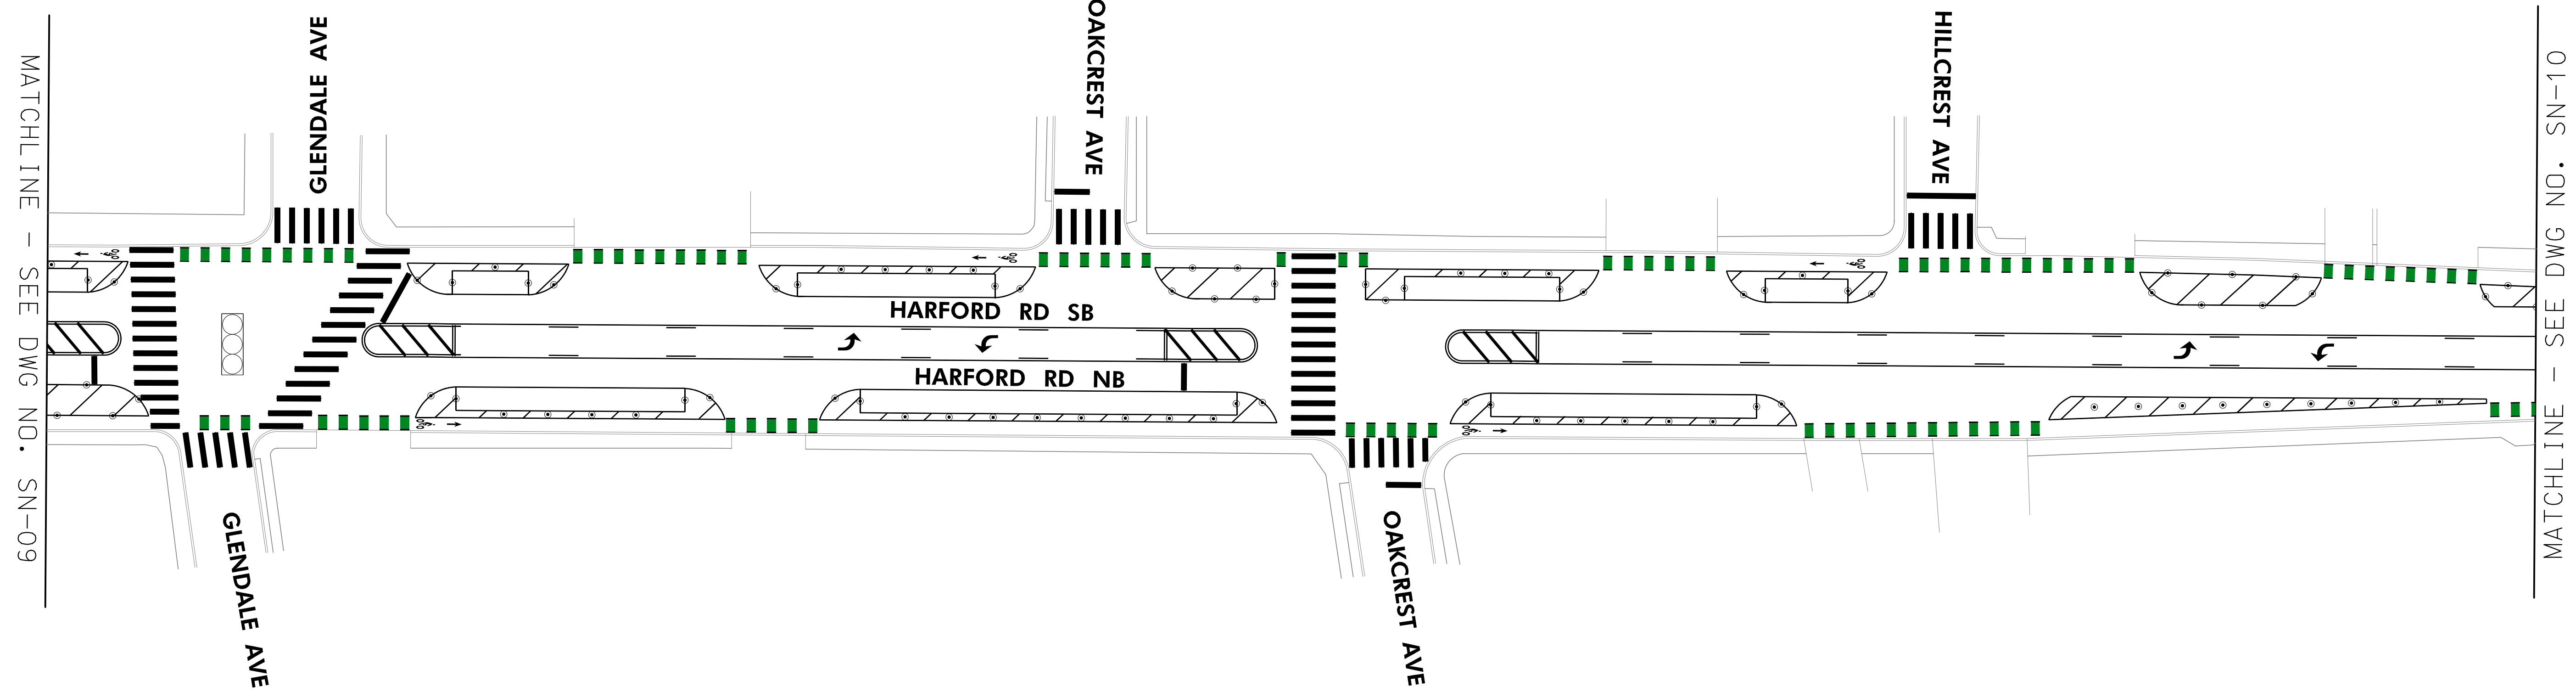 MATCHLINE - SEE DWG NO. SN-09
GLENDALE AVE
OAKCREST AVE
HILLCREST AVE
HARFORD RD SB
HARFORD RD NB
GLENDALE AVE
OAKCREST AVE
MATCHLINE - SEE DWG NO. SN-10